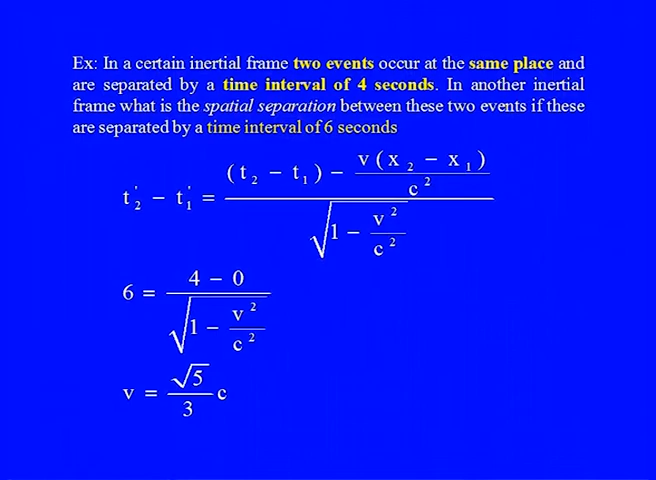 Ex: In a certain inertial frame two events occur at the same place and
are separated by a time interval of 4 seconds. In another inertial
frame what is the spatial separation between these two events if these
are separated by a time interval of 6 seconds
t₂' − t₁' = ((t₂ − t₁) − v(x₂ − x₁)/c²) / √(1 − v²/c²)
6 = (4 − 0) / √(1 − v²/c²)
v = (√5/3) c